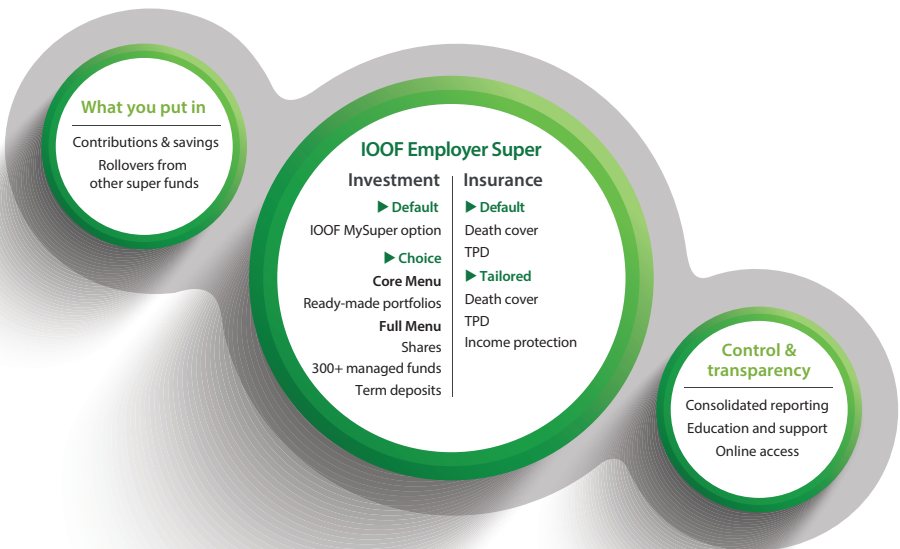 What you put in
Contributions & savings
Rollovers from
other super funds
IOOF Employer Super
Investment
▶ Default
IOOF MySuper option
▶ Choice
Core Menu
Ready-made portfolios
Full Menu
Shares
300+ managed funds
Term deposits
Insurance
▶ Default
Death cover
TPD
▶ Tailored
Death cover
TPD
Income protection
Control &
transparency
Consolidated reporting
Education and support
Online access